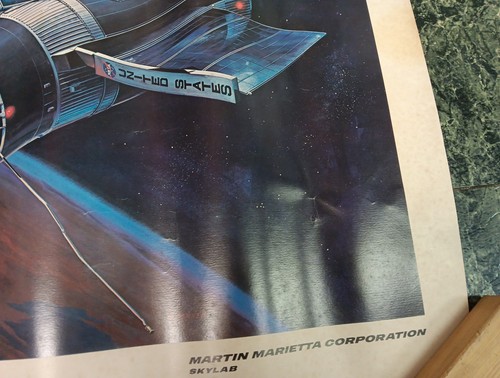 UNITED STATES
MARTIN MARIETTA CORPORATION
SKYLAB